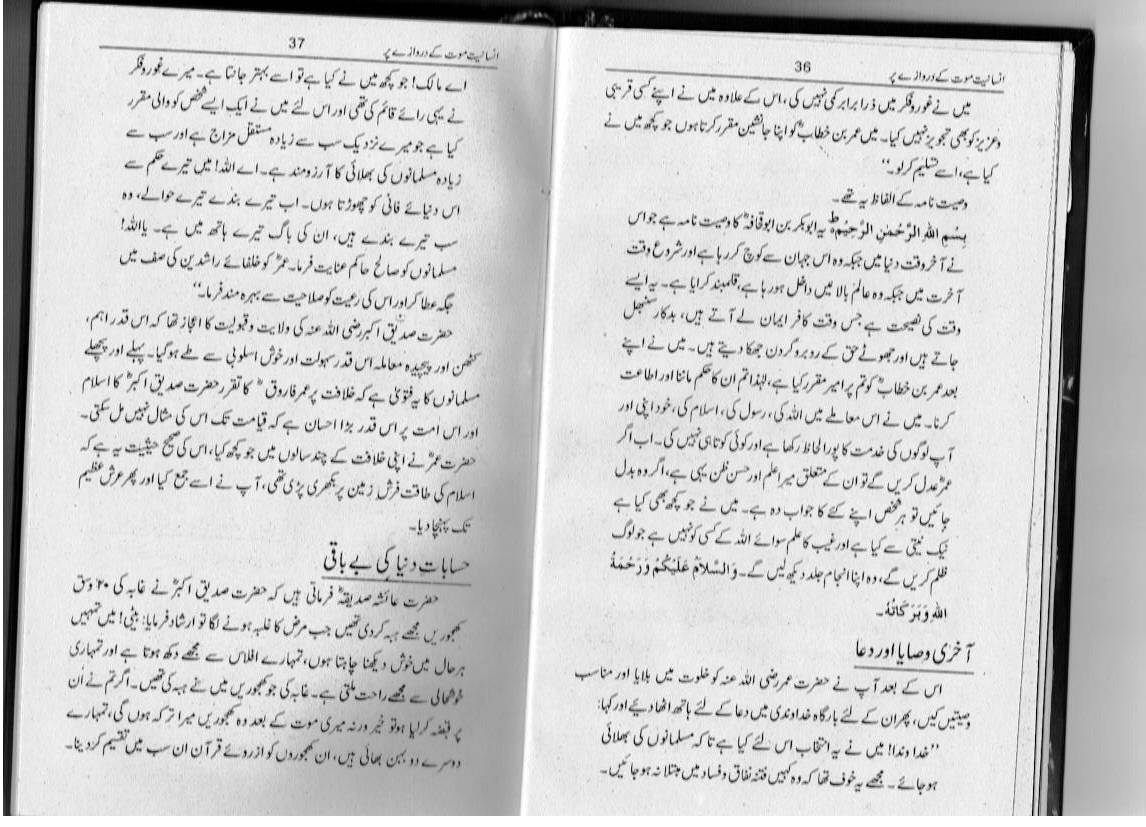 انسانیت موت کے دروازے پر
36
میں نے غور و فکر میں ذرا برابر کمی نہیں کی، اس کے علاوہ میں نے اپنے کسی قریبی
و عزیز کو بھی تجویز نہیں کیا۔ میں عمر بن خطابؓ کو اپنا جانشین مقرر کرتا ہوں جو کچھ میں نے
کیا ہے، اسے تسلیم کر لو۔‘‘
وصیت نامہ کے الفاظ یہ تھے۔
بِسْمِ اللہِ الرَّحْمٰنِ الرَّحِیْمِ ط یہ ابوبکر بن ابوقحافہؓ کا وصیت نامہ ہے جو اس
نے آخر وقت دنیا میں جبکہ وہ اس جہان سے کوچ کر رہا ہے اور شروع وقت
آخرت میں جبکہ وہ عالم بالا میں داخل ہو رہا ہے، قلمبند کرایا ہے۔ یہ ایسے
وقت کی نصیحت ہے جس وقت کافر ایمان لے آتے ہیں، بدکار سنبھل
جاتے ہیں اور جھوٹے حق کے روبرو گردن جھکا دیتے ہیں۔ میں نے اپنے
بعد عمر بن خطابؓ کو تم پر امیر مقرر کیا ہے، لہٰذا تم ان کا حکم ماننا اور اطاعت
کرنا۔ میں نے اس معاملے میں اللہ کی، رسول کی، اسلام کی، خود اپنی اور
آپ لوگوں کی خدمت کا پورا لحاظ رکھا ہے اور کوئی کوتاہی نہیں کی۔ اب اگر
عمرؓ عدل کریں گے تو ان کے متعلق میرا علم اور حسن ظن یہی ہے، اگر وہ بدل
جائیں تو ہر شخص اپنے کئے کا جواب دہ ہے۔ میں نے جو کچھ بھی کیا ہے
نیک نیتی سے کیا ہے اور غیب کا علم سوائے اللہ کے کسی کو نہیں ہے جو لوگ
ظلم کریں گے، وہ اپنا انجام جلد دیکھ لیں گے۔ وَالسَّلَامُ عَلَیْکُمْ وَرَحْمَۃُ
اللہِ وَبَرَکَاتُہٗ۔
آخری وصایا اور دعا
اس کے بعد آپ نے حضرت عمر رضی اللہ عنہ کو خلوت میں بلایا اور مناسب
وصیتیں کیں، پھر ان کے لئے بارگاہ خداوندی میں دعا کے لئے ہاتھ اٹھا دیئے اور کہا:
’’خداوندا! میں نے یہ انتخاب اس لئے کیا ہے تاکہ مسلمانوں کی بھلائی
ہو جائے۔ مجھے یہ خوف تھا کہ وہ کہیں فتنہ نفاق و فساد میں مبتلا نہ ہو جائیں۔
انسانیت موت کے دروازے پر
37
اے مالک! جو کچھ میں نے کیا ہے تو اسے بہتر جانتا ہے۔ میرے غور و فکر
نے یہی رائے قائم کی تھی اور اس لئے میں نے ایک ایسے شخص کو والی مقرر
کیا ہے جو میرے نزدیک سب سے زیادہ مستقل مزاج ہے اور سب سے
زیادہ مسلمانوں کی بھلائی کا آرزو مند ہے۔ اے اللہ! میں تیرے حکم سے
اس دنیائے فانی کو چھوڑتا ہوں۔ اب تیرے بندے تیرے حوالے، وہ
سب تیرے بندے ہیں، ان کی باگ تیرے ہاتھ میں ہے۔ یا اللہ!
مسلمانوں کو صالح حاکم عنایت فرما۔ عمرؓ کو خلفائے راشدین کی صف میں
جگہ عطا کر اور اس کی رعیت کو صلاحیت سے بہرہ مند فرما۔‘‘
حضرت صدیق اکبر رضی اللہ عنہ کی ولایت و قبولیت کا اعجاز تھا کہ اس قدر اہم،
کٹھن اور پیچیدہ معاملہ اس قدر سہولت اور خوش اسلوبی سے طے ہو گیا۔ پہلے اور پچھلے
مسلمانوں کا یہ فتویٰ ہے کہ خلافت پر عمر فاروقؓ کا تقرر حضرت صدیق اکبرؓ کا اسلام
اور اس امت پر اس قدر بڑا احسان ہے کہ قیامت تک اس کی مثال نہیں مل سکتی۔
حضرت عمرؓ نے اپنی خلافت کے چند سالوں میں جو کچھ کیا، اس کی صحیح حیثیت یہ ہے کہ
اسلام کی طاقت فرش زمین پر بکھری پڑی تھی، آپ نے اسے جمع کیا اور پھر عرش عظیم
تک پہنچا دیا۔
حسابات دنیا کی بے باقی
حضرت عائشہ صدیقہؓ فرماتی ہیں کہ حضرت صدیق اکبرؓ نے غابہ کی ۲۰ وسق
کھجوریں مجھے ہبہ کر دی تھیں جب مرض کا غلبہ ہونے لگا تو ارشاد فرمایا: بیٹی! میں تمہیں
ہر حال میں خوش دیکھنا چاہتا ہوں، تمہارے افلاس سے مجھے دکھ ہوتا ہے اور تمہاری
خوشحالی سے مجھے راحت ملتی ہے۔ غابہ کی جو کھجوریں میں نے ہبہ کی تھیں۔ اگر تم نے ان
پر قبضہ کر لیا ہو تو خیر ورنہ میری موت کے بعد وہ کھجوریں میرا ترکہ ہوں گی، تمہارے
دوسرے دو بہن بھائی ہیں، ان کھجوروں کو ازروئے قرآن ان سب میں تقسیم کر دینا۔